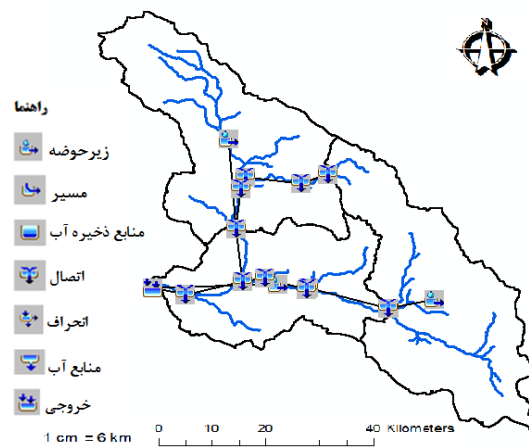 راهنما
زیرحوضه
مسیر
منابع ذخیره آب
اتصال
انحراف
منابع آب
خروجی
0 10 20 40 Kilometers
1 cm = 6 km